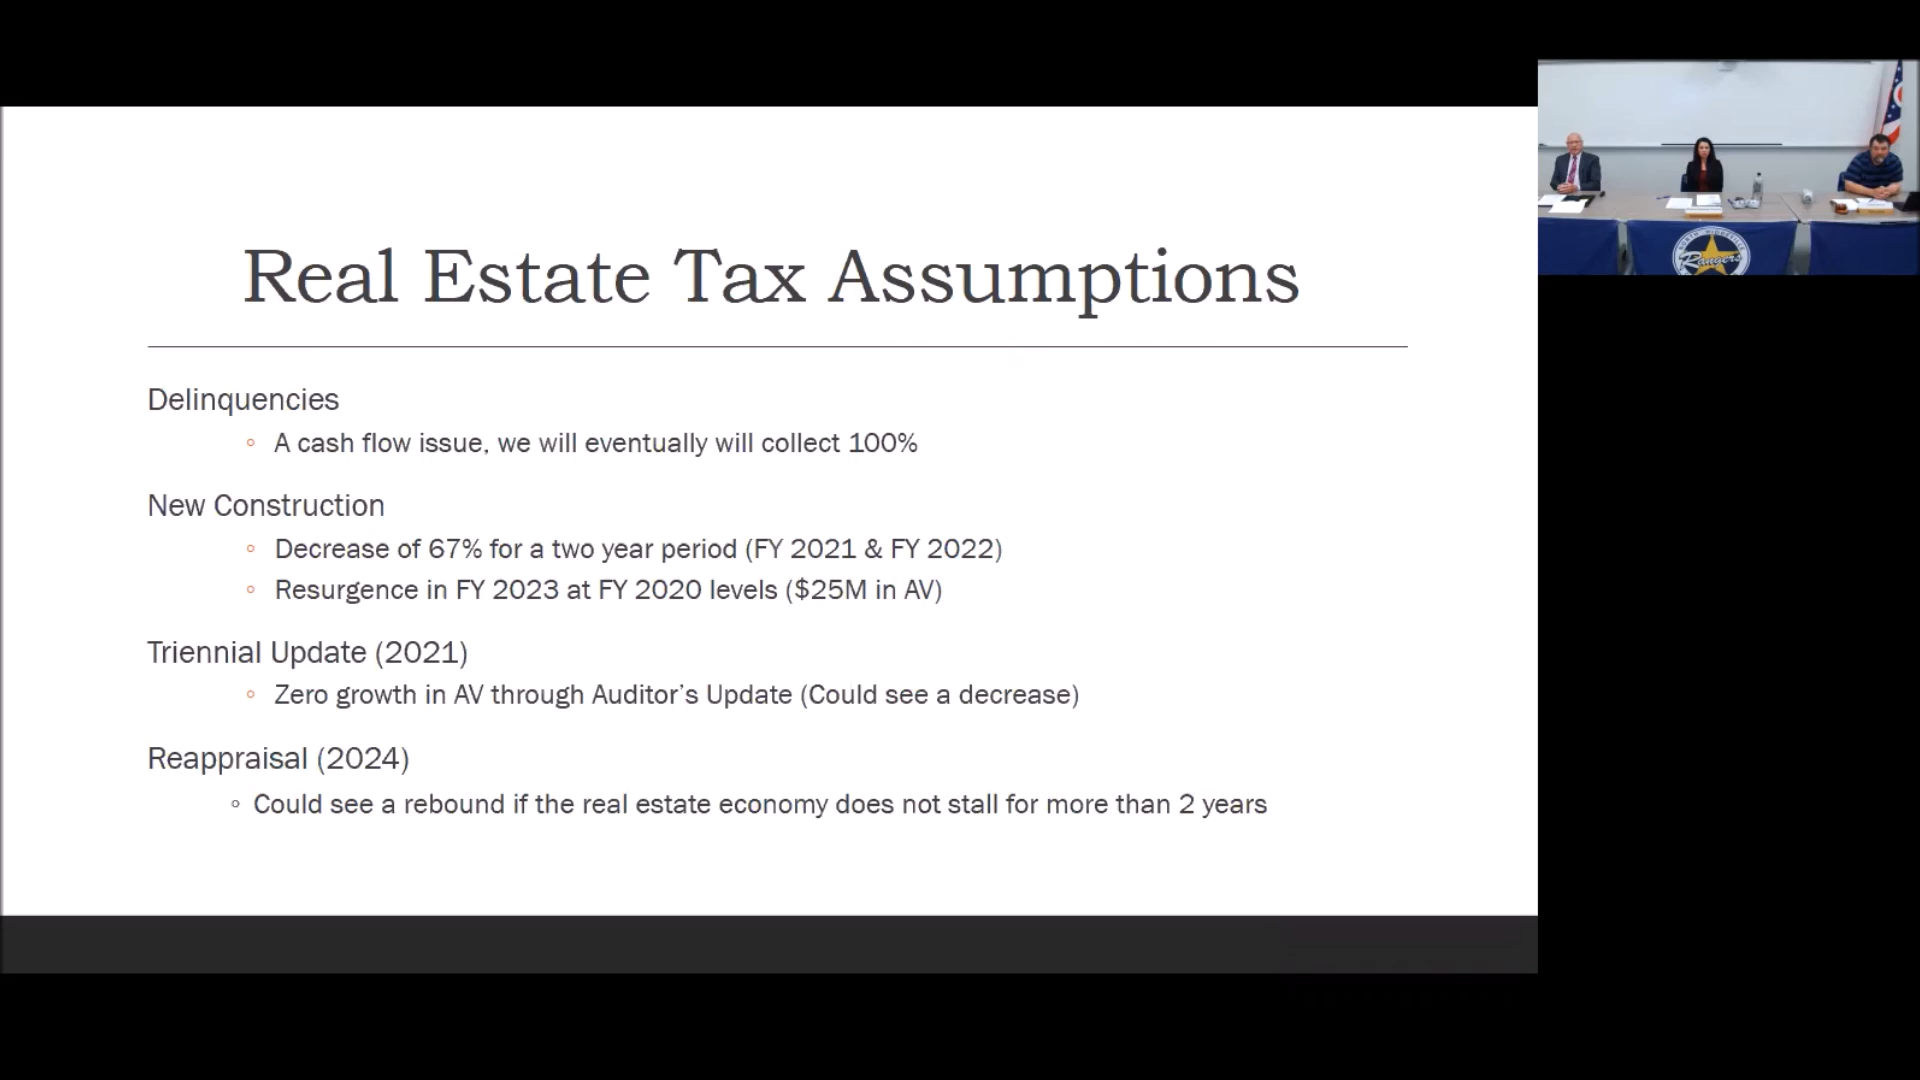 Real Estate Tax Assumptions
Delinquencies
◦ A cash flow issue, we will eventually will collect 100%
New Construction
◦ Decrease of 67% for a two year period (FY 2021 & FY 2022)
◦ Resurgence in FY 2023 at FY 2020 levels ($25M in AV)
Triennial Update (2021)
◦ Zero growth in AV through Auditor's Update (Could see a decrease)
Reappraisal (2024)
◦ Could see a rebound if the real estate economy does not stall for more than 2 years
NORTH RIDGEVILLE
Rangers